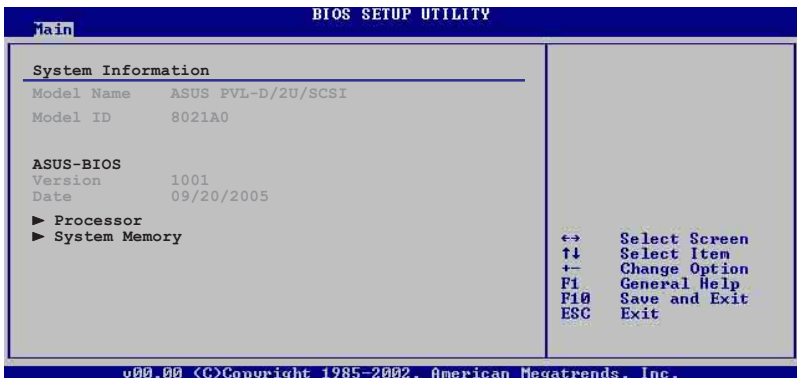 BIOS SETUP UTILITY
Main
System Information
Model Name ASUS PVL-D/2U/SCSI
Model ID 8021A0
ASUS-BIOS
Version 1001
Date 09/20/2005
► Processor
► System Memory
↔ Select Screen
↑↓ Select Item
+- Change Option
F1 General Help
F10 Save and Exit
ESC Exit
v00.00 (C)Copyright 1985-2002, American Megatrends, Inc.